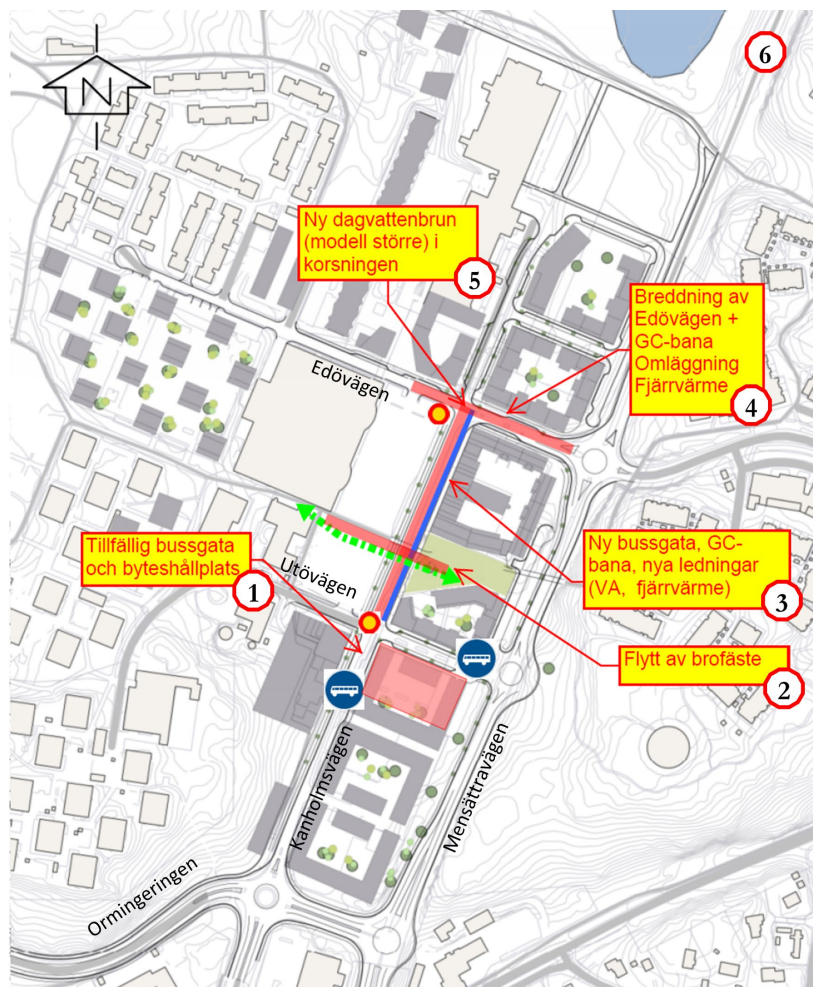 6
N
Ny dagvattenbrun
(modell större) i
korsningen
5
Breddning av
Edövägen +
GC-bana
Omläggning
Fjärrvärme
4
Edövägen
Tillfällig bussgata
och byteshållplats
1
Utövägen
Ny bussgata, GC-
bana, nya ledningar
(VA, fjärrvärme)
3
Flytt av brofäste
2
Kanholmsvägen
Mensättravägen
Ormingeringen